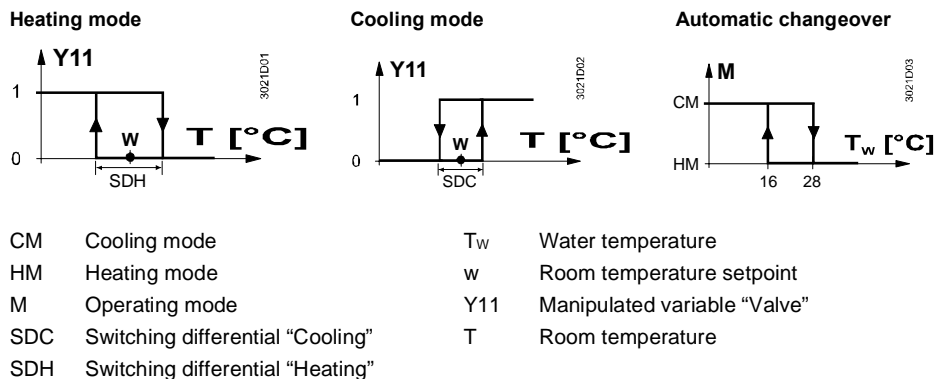 Heating mode
Cooling mode
Automatic changeover
Y11
3021D01
1
w
T [°C]
0
SDH
Y11
3021D02
1
w
T [°C]
0
SDC
M
3021D03
CM
Tw [°C]
HM
16 28
CM Cooling mode
HM Heating mode
M Operating mode
SDC Switching differential “Cooling”
SDH Switching differential “Heating”
TW Water temperature
w Room temperature setpoint
Y11 Manipulated variable “Valve”
T Room temperature